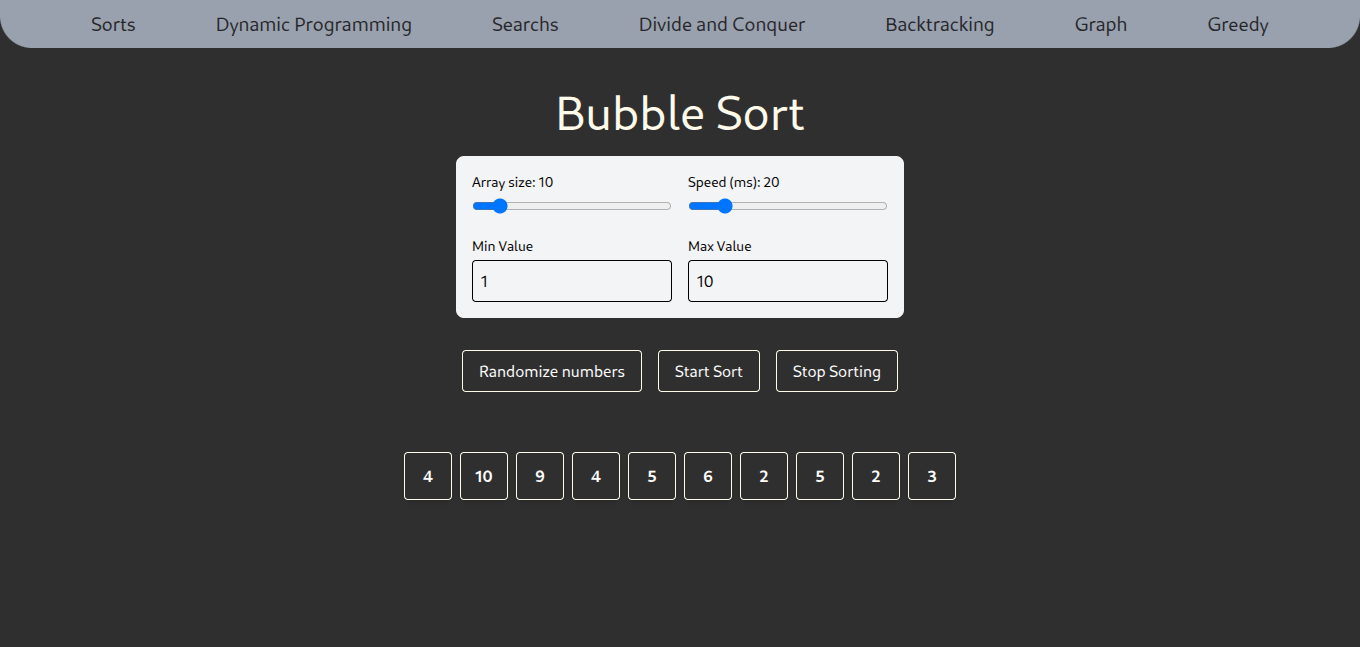 Sorts Dynamic Programming Searchs Divide and Conquer Backtracking Graph Greedy
Bubble Sort
Array size: 10 Speed (ms): 20
Min Value Max Value
1 10
Randomize numbers Start Sort Stop Sorting
4 10 9 4 5 6 2 5 2 3